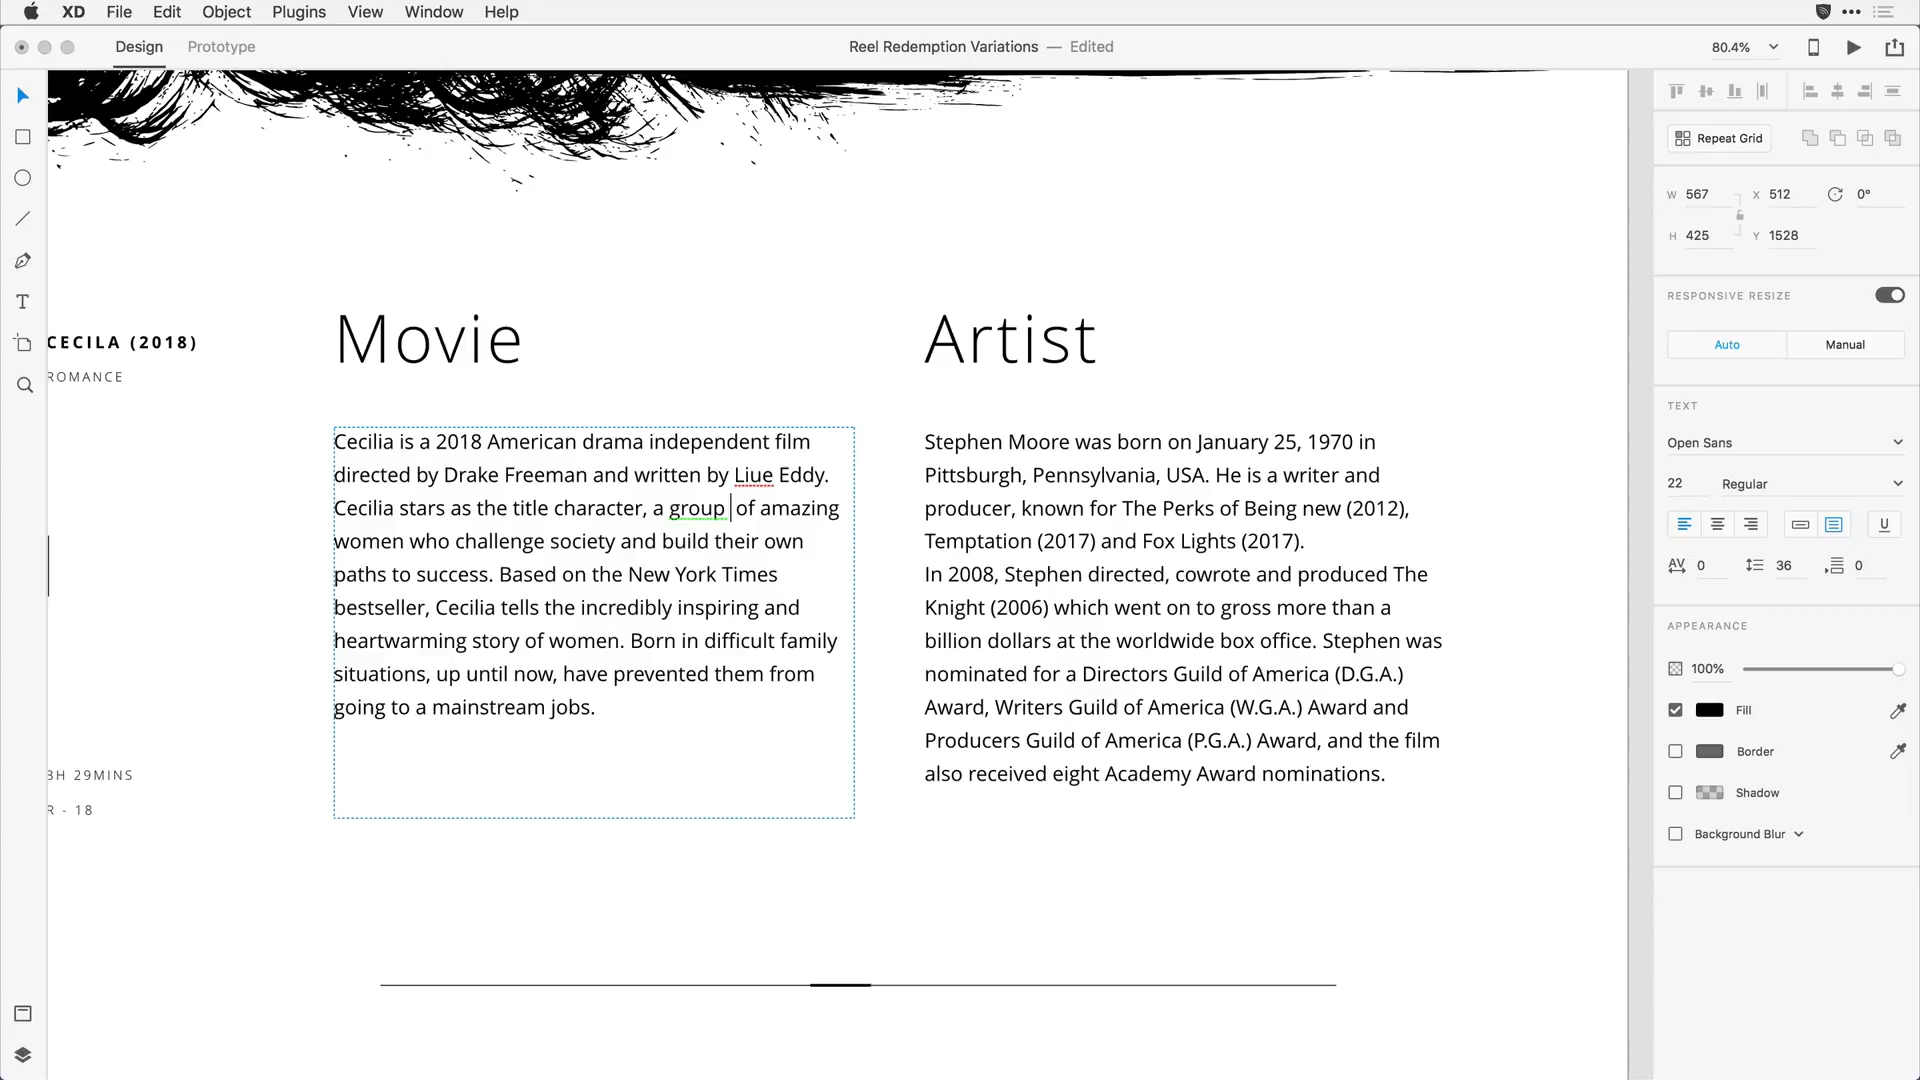 XD File Edit Object Plugins View Window Help
Design Prototype
Reel Redemption Variations — Edited
80.4%
Repeat Grid
W 567 X 512 0°
H 425 Y 1528
RESPONSIVE RESIZE
Auto Manual
TEXT
Open Sans
22 Regular
AV 0 36 0
APPEARANCE
100%
Fill
Border
Shadow
Background Blur
CECILA (2018)
ROMANCE
3H 29MINS
R - 18
Movie
Cecilia is a 2018 American drama independent film
directed by Drake Freeman and written by Liue Eddy.
Cecilia stars as the title character, a group of amazing
women who challenge society and build their own
paths to success. Based on the New York Times
bestseller, Cecilia tells the incredibly inspiring and
heartwarming story of women. Born in difficult family
situations, up until now, have prevented them from
going to a mainstream jobs.
Artist
Stephen Moore was born on January 25, 1970 in
Pittsburgh, Pennsylvania, USA. He is a writer and
producer, known for The Perks of Being new (2012),
Temptation (2017) and Fox Lights (2017).
In 2008, Stephen directed, cowrote and produced The
Knight (2006) which went on to gross more than a
billion dollars at the worldwide box office. Stephen was
nominated for a Directors Guild of America (D.G.A.)
Award, Writers Guild of America (W.G.A.) Award and
Producers Guild of America (P.G.A.) Award, and the film
also received eight Academy Award nominations.